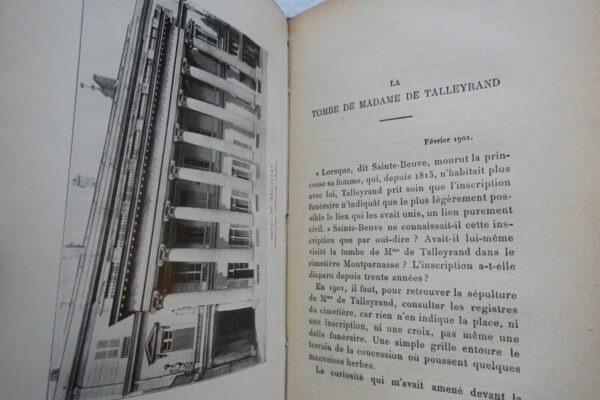 LA
TOMBE DE MADAME DE TALLEYRAND
Février 1901.
« Lorsque, dit Sainte-Beuve, mourut la prin-
cesse sa femme, qui, depuis 1815, n'habitait plus
avec lui, Talleyrand prit soin que l'inscription
funéraire n'indiquât que le plus légèrement pos-
sible le lien qui les avait unis, un lien purement
civil. » Sainte-Beuve ne connaissait-il cette ins-
cription que par ouï-dire ? Avait-il lui-même
visité la tombe de Mme de Talleyrand dans le
cimetière Montparnasse ? L'inscription a-t-elle
disparu depuis trente années ?
En 1901, il faut, pour retrouver la sépulture
de Mme de Talleyrand, consulter les registres
du cimetière, car rien n'en indique la place, ni
une inscription, ni une croix, pas même une
dalle funéraire. Une simple grille entoure le
terrain de la concession où poussent quelques
mauvaises herbes.
La curiosité qui m'avait amené devant la